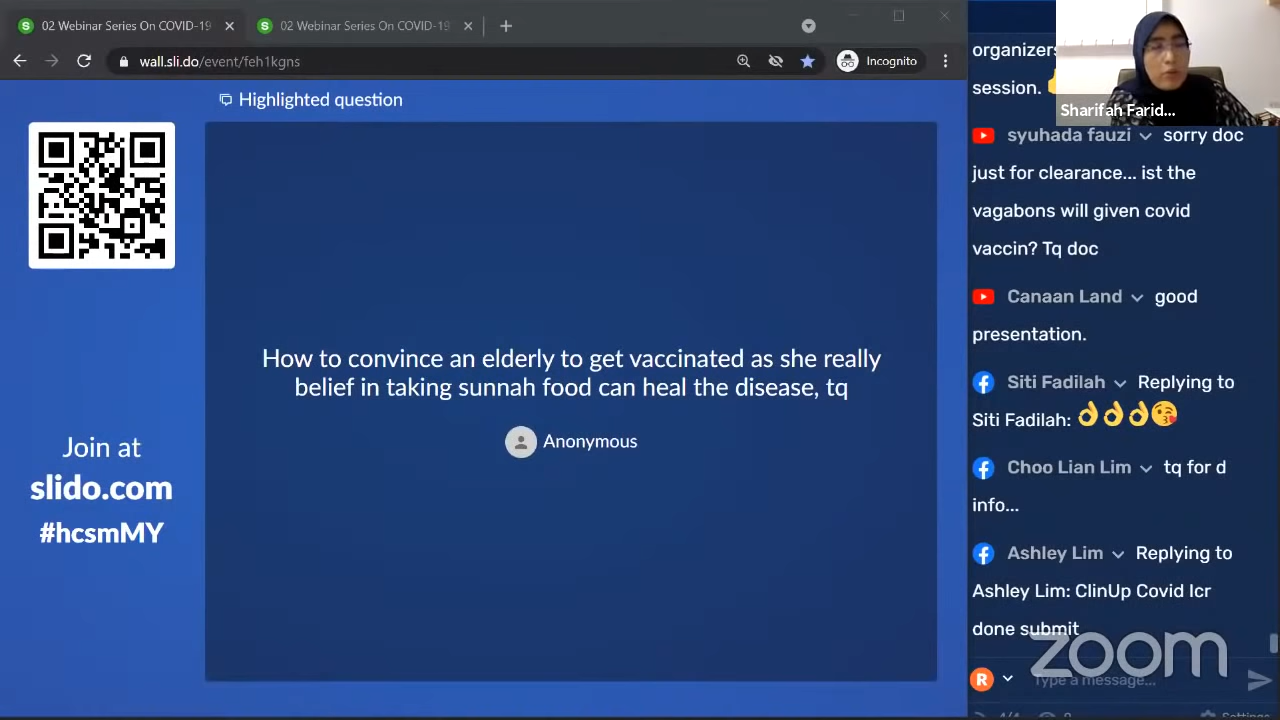 02 Webinar Series On COVID-19
02 Webinar Series On COVID-19
wall.sli.do/event/feh1kgns
Incognito
Highlighted question
How to convince an elderly to get vaccinated as she really
belief in taking sunnah food can heal the disease, tq
Anonymous
Join at
slido.com
#hcsmMY
organizers
session.
Sharifah Farid...
syuhada fauzi sorry doc
just for clearance... ist the
vagabons will given covid
vaccin? Tq doc
Canaan Land good
presentation.
Siti Fadilah Replying to
Siti Fadilah: 👌👌👌😘
Choo Lian Lim tq for d
info...
Ashley Lim Replying to
Ashley Lim: ClinUp Covid Icr
done submit
zoom
R
Type a message...